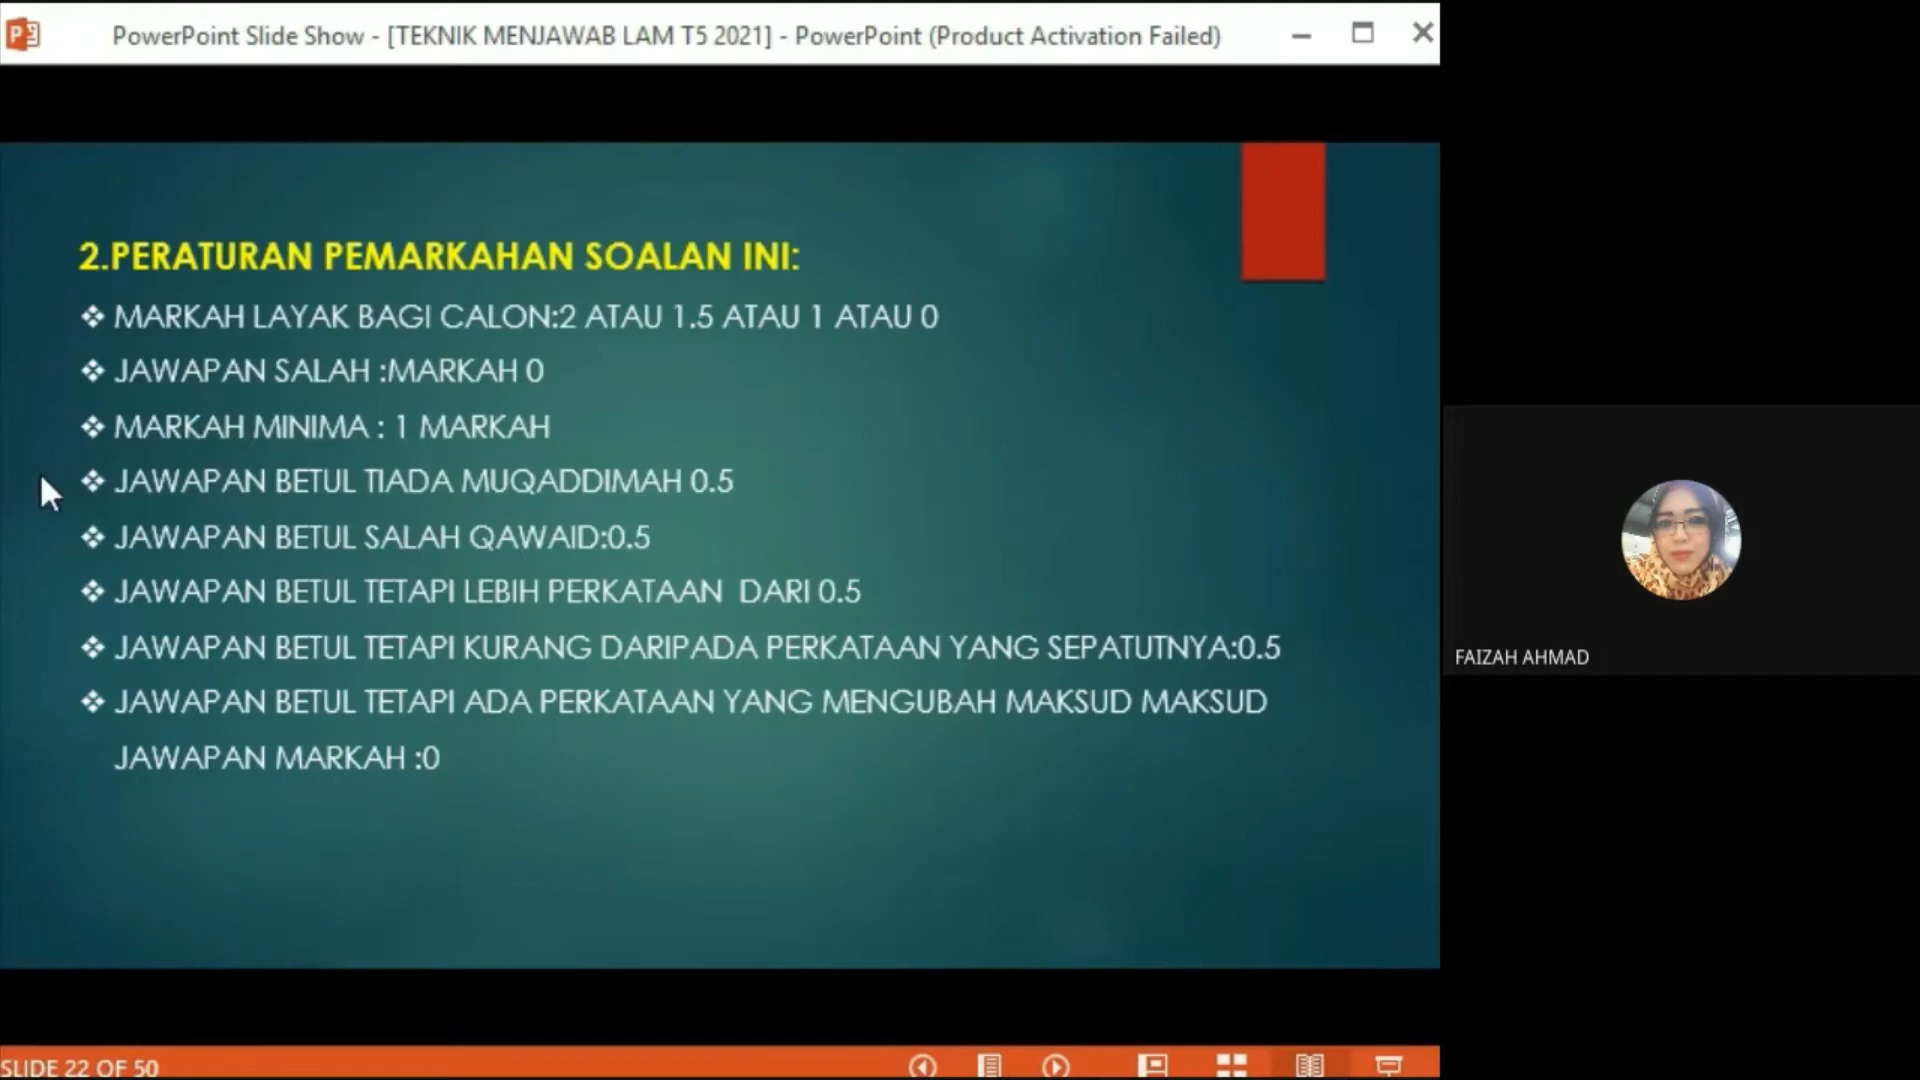 PowerPoint Slide Show - [TEKNIK MENJAWAB LAM T5 2021] - PowerPoint (Product Activation Failed)
2.PERATURAN PEMARKAHAN SOALAN INI:
❖ MARKAH LAYAK BAGI CALON:2 ATAU 1.5 ATAU 1 ATAU 0
❖ JAWAPAN SALAH :MARKAH 0
❖ MARKAH MINIMA : 1 MARKAH
❖ JAWAPAN BETUL TIADA MUQADDIMAH 0.5
❖ JAWAPAN BETUL SALAH QAWAID:0.5
❖ JAWAPAN BETUL TETAPI LEBIH PERKATAAN DARI 0.5
❖ JAWAPAN BETUL TETAPI KURANG DARIPADA PERKATAAN YANG SEPATUTNYA:0.5
❖ JAWAPAN BETUL TETAPI ADA PERKATAAN YANG MENGUBAH MAKSUD MAKSUD
JAWAPAN MARKAH :0
FAIZAH AHMAD
SLIDE 22 OF 50